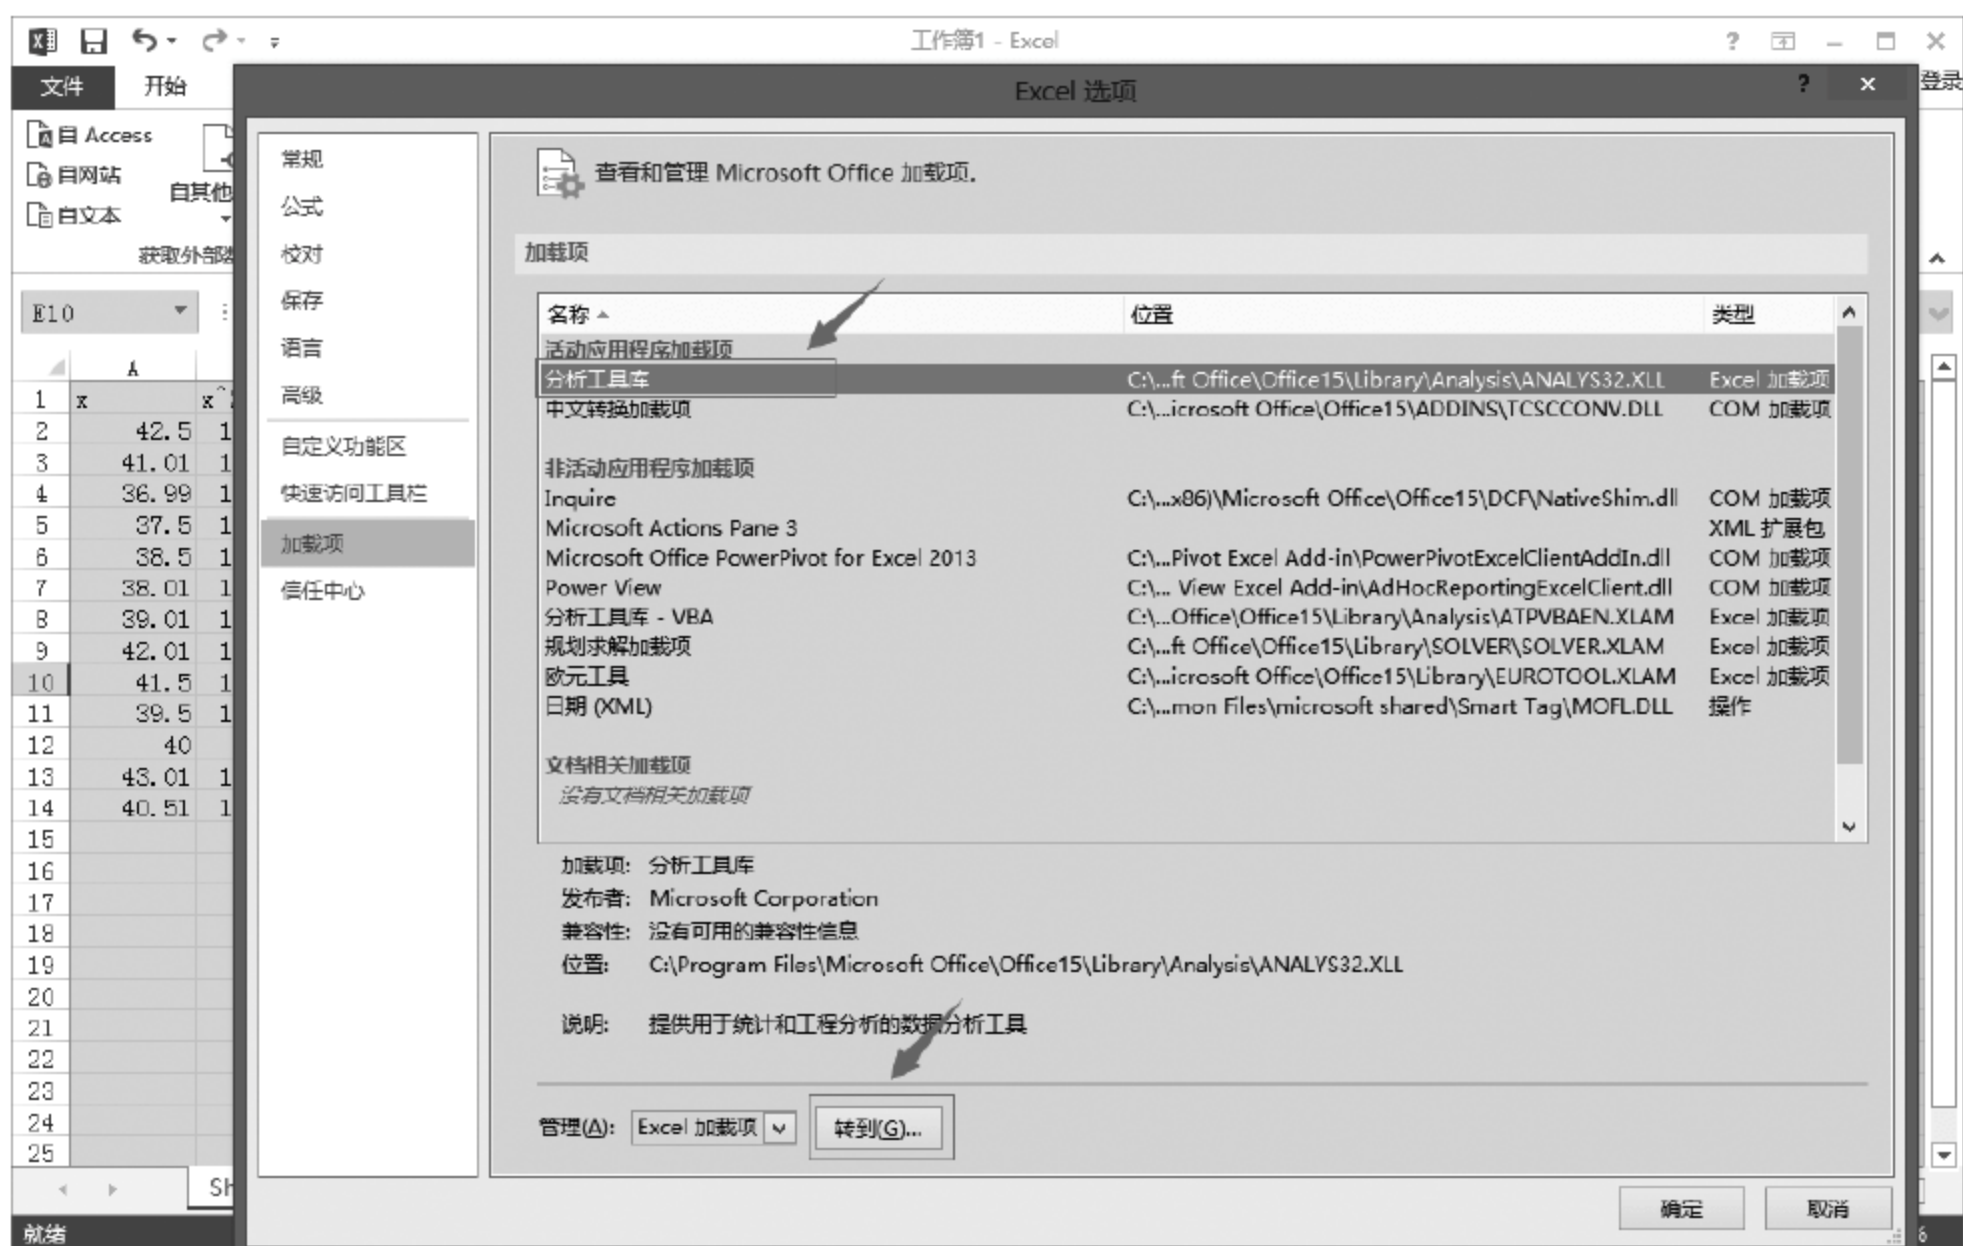 工作簿1 - Excel
文件
开始
登录
Excel 选项
自 Access
自网站
自文本
自其他
获取外部数
E10
A
1 x x^
2 42.5 1
3 41.01 1
4 36.99 1
5 37.5 1
6 38.5 1
7 38.01 1
8 39.01 1
9 42.01 1
10 41.5 1
11 39.5 1
12 40
13 43.01 1
14 40.51 1
15
16
17
18
19
20
21
22
23
24
25
Sh
就绪
常规
公式
校对
保存
语言
高级
自定义功能区
快速访问工具栏
加载项
信任中心
查看和管理 Microsoft Office 加载项.
加载项
名称 位置 类型
活动应用程序加载项
分析工具库 C:\...ft Office\Office15\Library\Analysis\ANALYS32.XLL Excel 加载项
中文转换加载项 C:\...icrosoft Office\Office15\ADDINS\TCSCCONV.DLL COM 加载项
非活动应用程序加载项
Inquire C:\...x86)\Microsoft Office\Office15\DCF\NativeShim.dll COM 加载项
Microsoft Actions Pane 3 XML 扩展包
Microsoft Office PowerPivot for Excel 2013 C:\...Pivot Excel Add-in\PowerPivotExcelClientAddIn.dll COM 加载项
Power View C:\... View Excel Add-in\AdHocReportingExcelClient.dll COM 加载项
分析工具库 - VBA C:\...Office\Office15\Library\Analysis\ATPVBAEN.XLAM Excel 加载项
规划求解加载项 C:\...ft Office\Office15\Library\SOLVER\SOLVER.XLAM Excel 加载项
欧元工具 C:\...icrosoft Office\Office15\Library\EUROTOOL.XLAM Excel 加载项
日期 (XML) C:\...mon Files\microsoft shared\Smart Tag\MOFL.DLL 操作
文档相关加载项
没有文档相关加载项
加载项: 分析工具库
发布者: Microsoft Corporation
兼容性: 没有可用的兼容性信息
位置: C:\Program Files\Microsoft Office\Office15\Library\Analysis\ANALYS32.XLL
说明: 提供用于统计和工程分析的数据分析工具
管理(A): Excel 加载项 转到(G)...
确定 取消